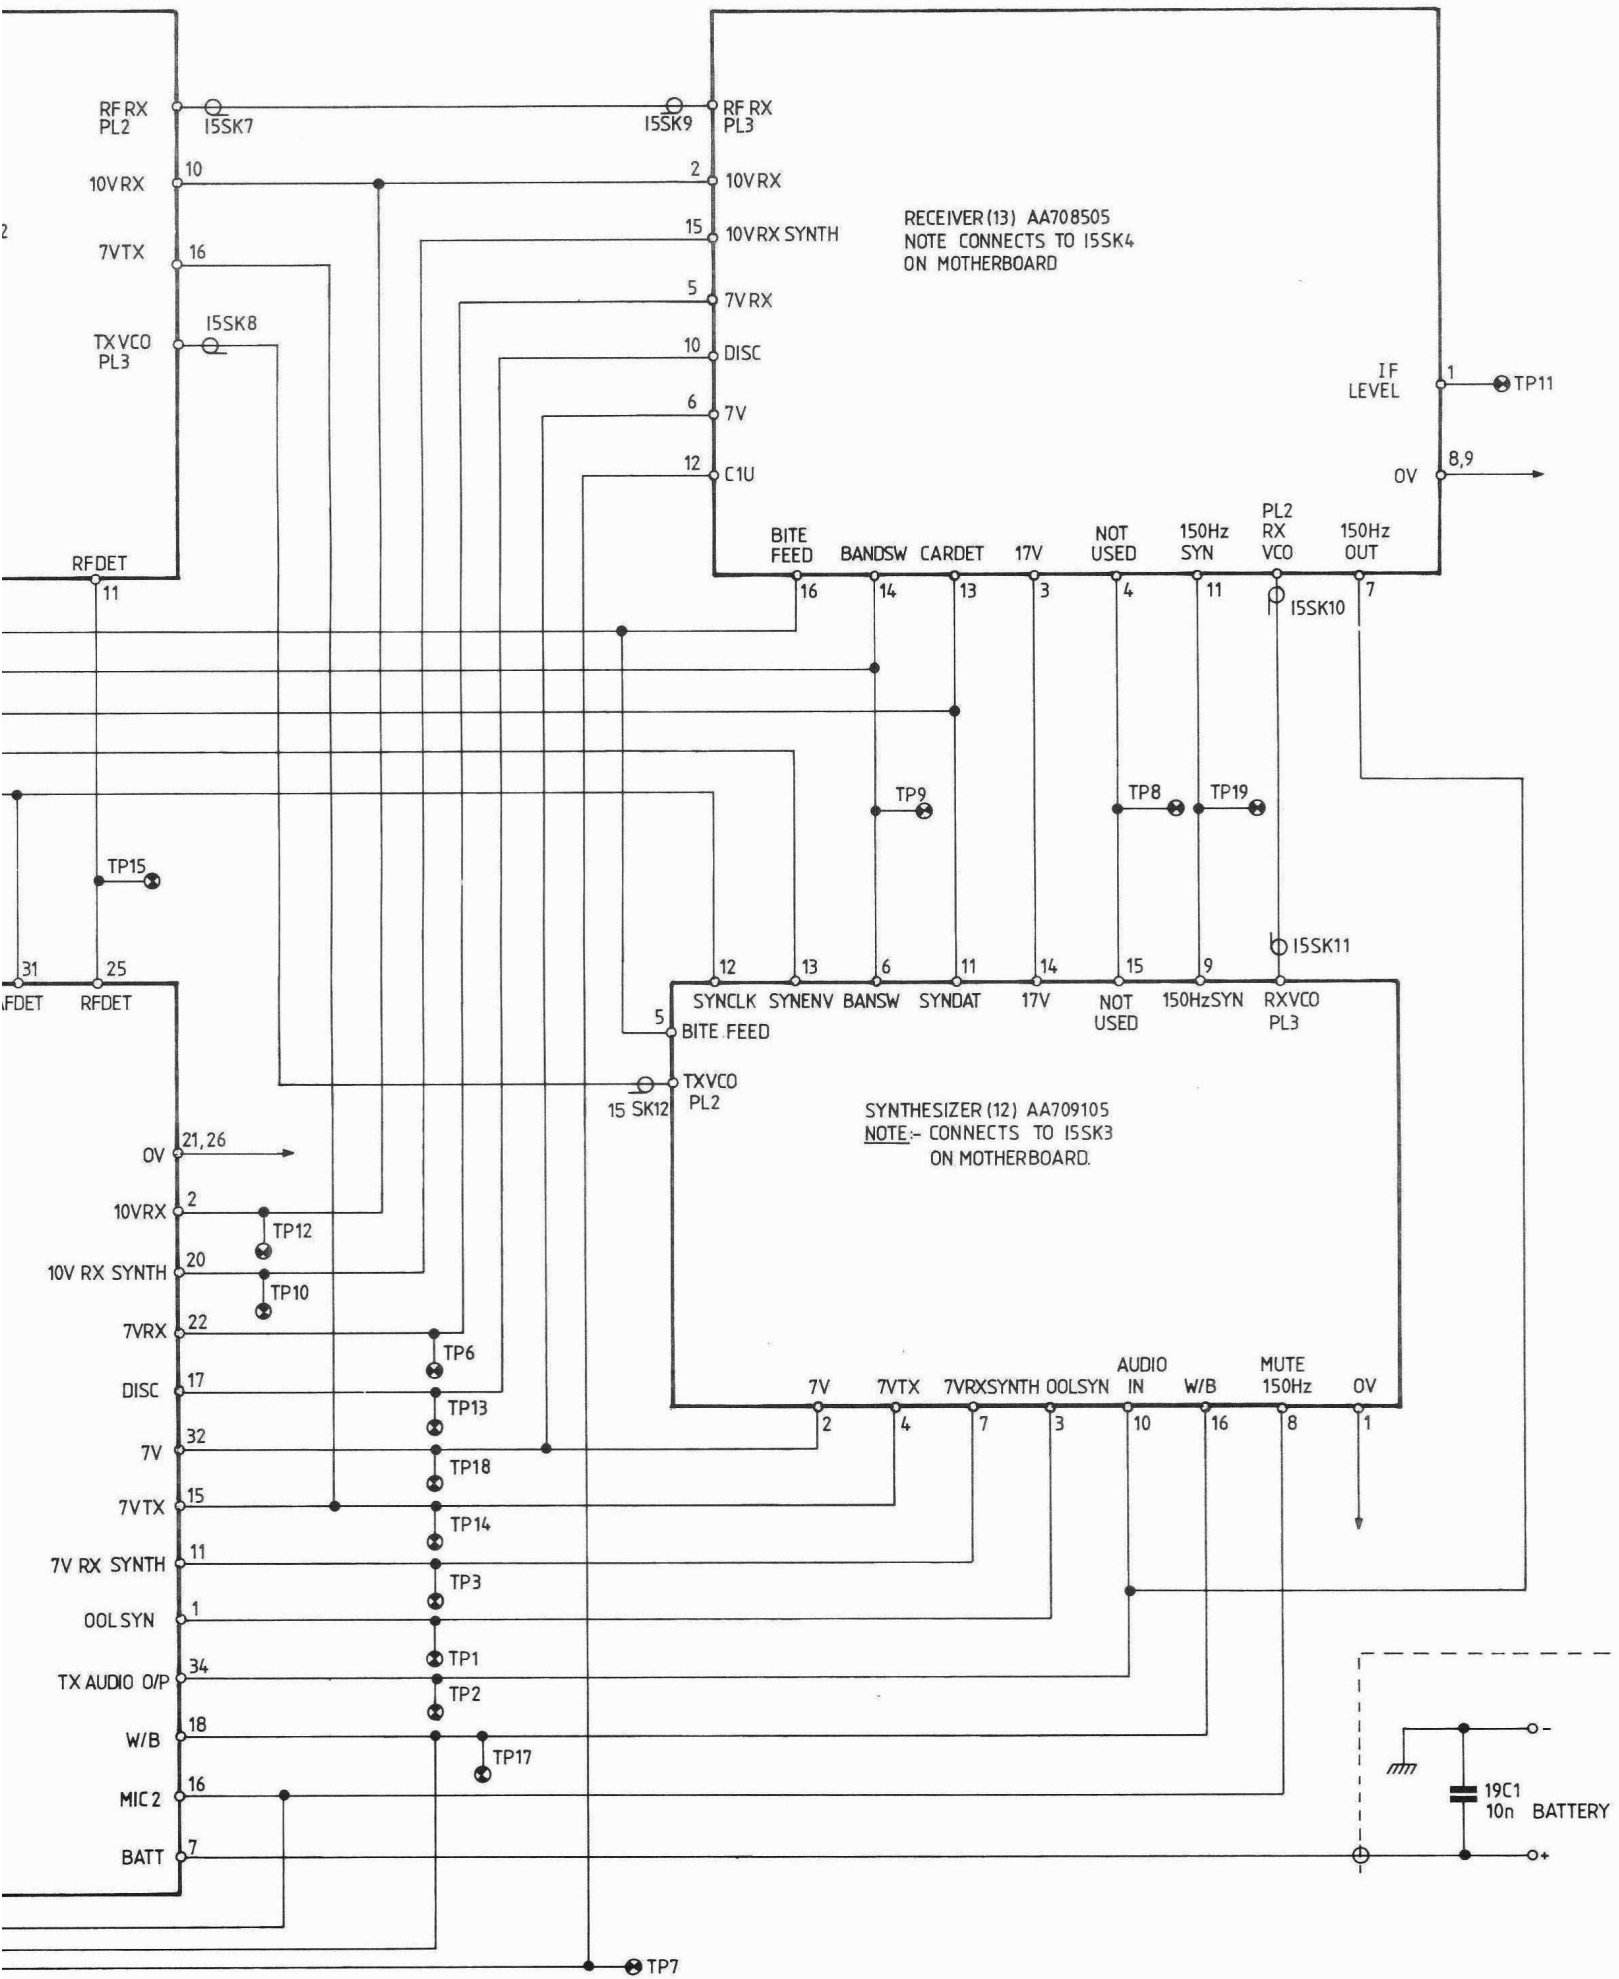 RF RX
PL2
I5SK7
I5SK9
RF RX
PL3
10
10V RX
2
10V RX
2
7VTX
16
15
10V RX SYNTH
RECEIVER (13) AA708505
NOTE CONNECTS TO I5SK4
ON MOTHERBOARD
5
7V RX
TXVCO
PL3
I5SK8
10
DISC
6
7V
12
C1U
IF
LEVEL
1
TP11
0V
8,9
RFDET
11
BITE
FEED
16
BANDSW
14
CARDET
13
17V
3
NOT
USED
4
150Hz
SYN
11
PL2
RX
VCO
I5SK10
150Hz
OUT
7
TP9
TP8
TP19
TP15
I5SK11
31
25
RFDET
12
SYNCLK
13
SYNENV
6
BANSW
11
SYNDAT
14
17V
15
NOT
USED
9
150HzSYN
RXVCO
PL3
5
BITE FEED
TXVCO
PL2
15 SK12
SYNTHESIZER (12) AA709105
NOTE:- CONNECTS TO I5SK3
ON MOTHERBOARD.
0V
21,26
10VRX
2
TP12
10V RX SYNTH
20
TP10
7VRX
22
TP6
DISC
17
TP13
7V
32
TP18
7VTX
15
TP14
7V RX SYNTH
11
TP3
OOLSYN
1
TP1
TX AUDIO O/P
34
TP2
W/B
18
TP17
MIC 2
16
BATT
7
7V
2
7VTX
4
7VRXSYNTH
7
OOLSYN
3
AUDIO
IN
10
W/B
16
MUTE
150Hz
8
0V
1
-
19C1
10n
BATTERY
+
TP7